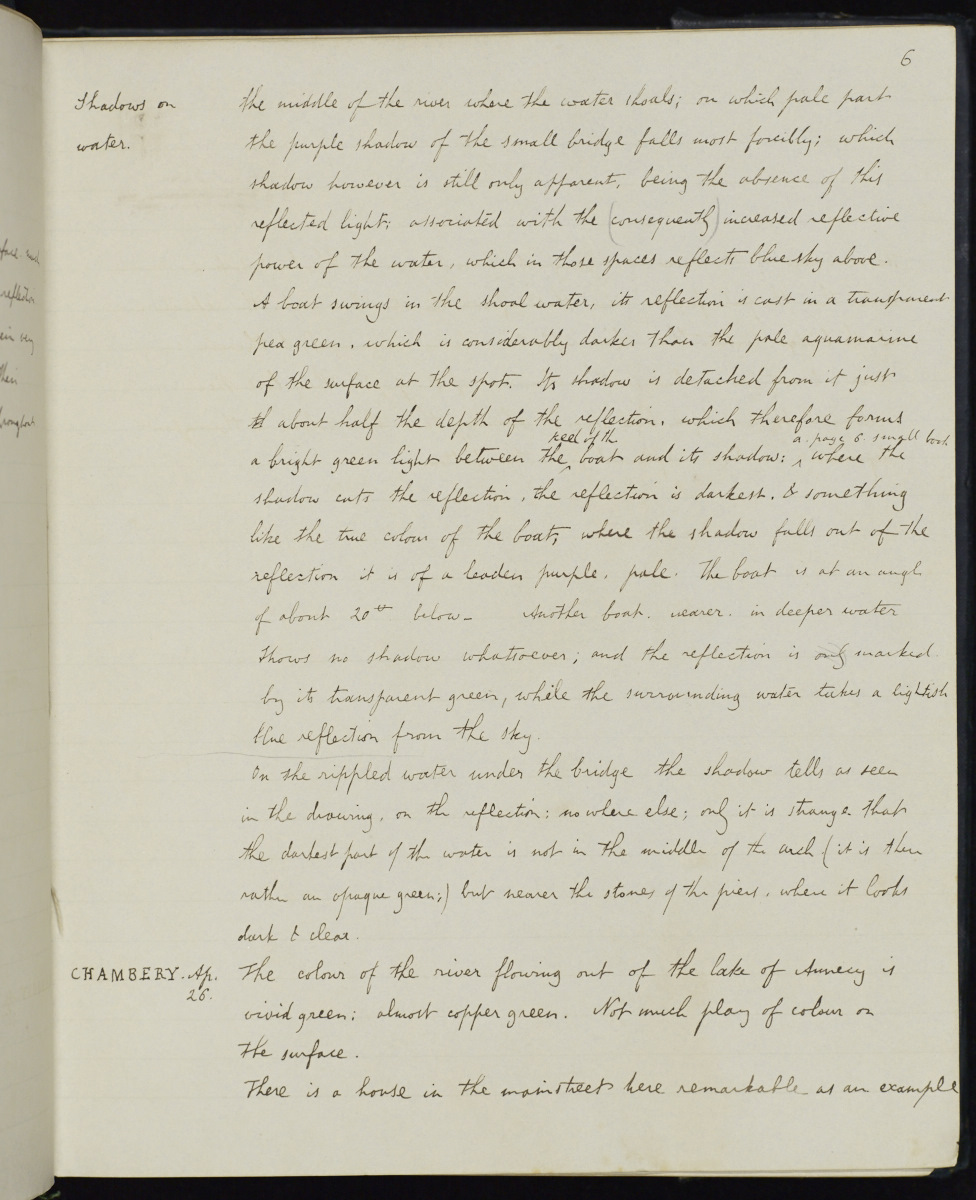 6
Shadows on
water.
the middle of the river where the water shoals; on which pale part
the purple shadow of the small bridge falls most forcibly; which
shadow however is still only apparent, being the absence of this
reflected light; associated with the (consequently) increased reflective
power of the water, which in those spaces reflects blue sky above.
A boat swings in the shoal water, its reflection is cast in a transparent
pea green, which is considerably darker than the pale aquamarine
of the surface at the spot. Its shadow is detached from it just
about half the depth of the reflection, which therefore forms
keel of the
a. page 6. small book
a bright green light between the boat and its shadow: where the
shadow cuts the reflection, the reflection is darkest, & something
like the true colour of the boat, where the shadow falls out of the
reflection it is of a leaden purple, pale. The boat is at an angle
of about 20 below - Another boat. nearer. in deeper water
shows no shadow whatsoever; and the reflection is only marked
by its transparent green, while the surrounding water takes a lightish
blue reflection from the sky.
On the rippled water under the bridge the shadow tells as seen
in the drawing, on the reflection; nowhere else; only it is strange that
the darkest part of the water is not in the middle of the arch (it is there
rather an opaque green;) but nearer the stones of the piers, where it looks
dark & clear.
CHAMBERY. Ap.
26.
The colour of the river flowing out of the lake of Annecy is
vivid green; almost copper green. Not much play of colour on
the surface.
There is a house in the main street here remarkable as an example